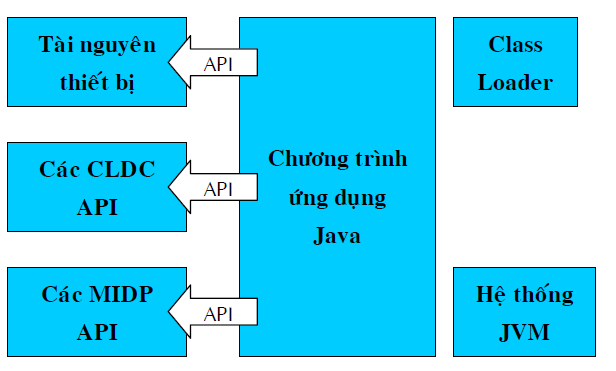 Tài nguyên
thiết bị
API
Class
Loader
Các CLDC
API
API
Chương trình
ứng dụng
Java
Các MIDP
API
API
Hệ thống
JVM